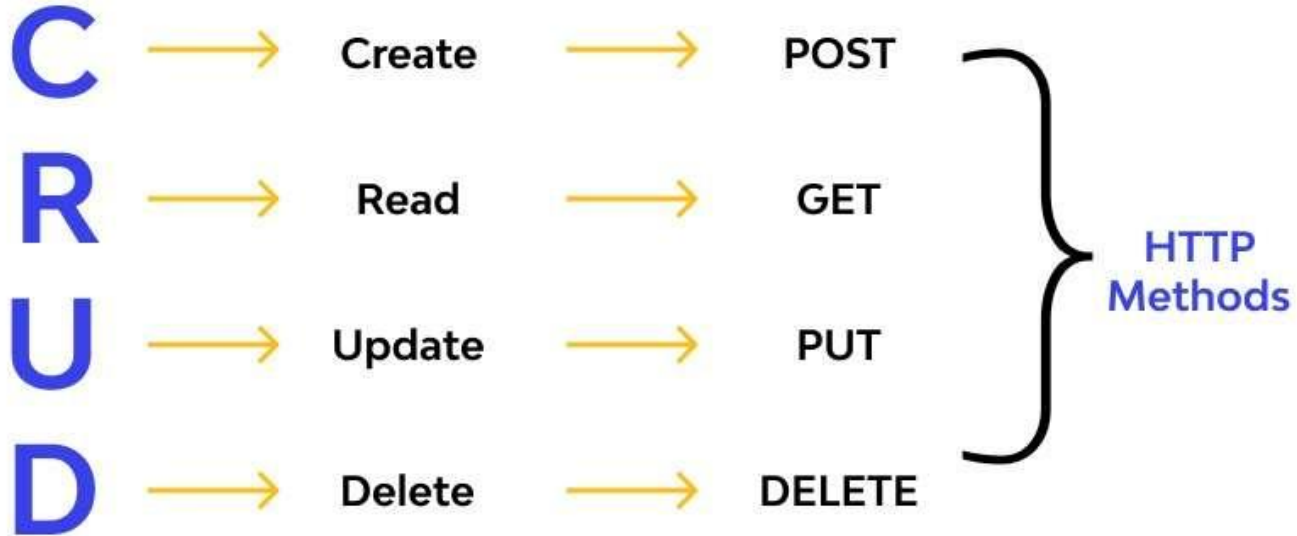 C Create POST
R Read GET
HTTP
Methods
U Update PUT
D Delete DELETE